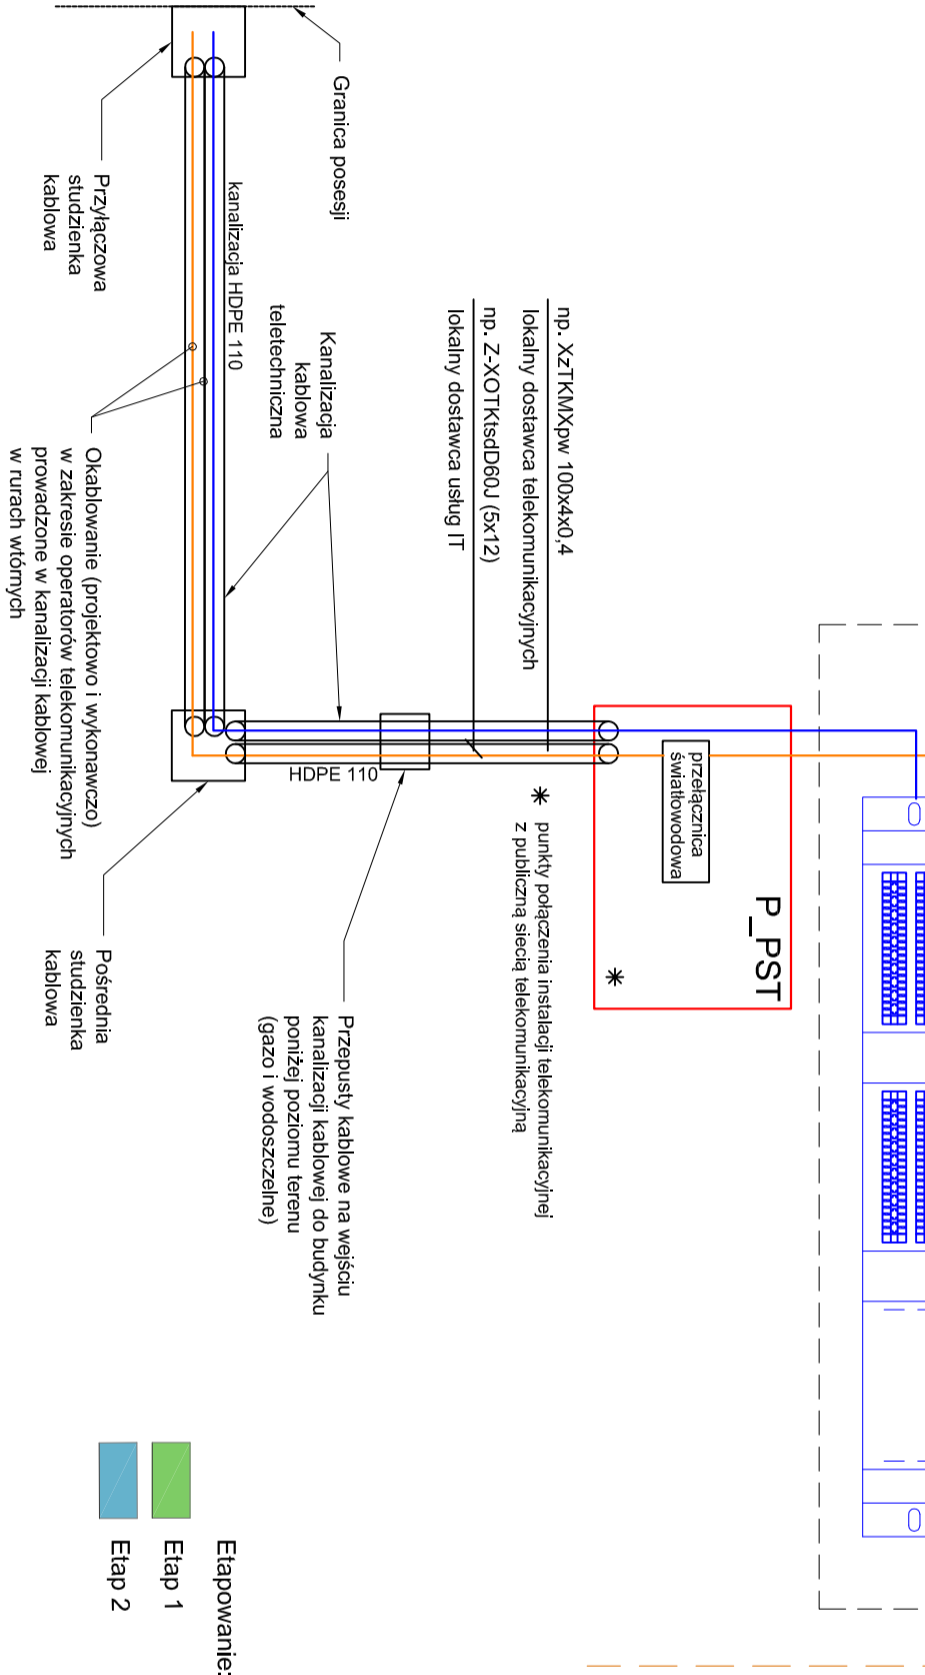 Granica posesji
Przyłączowa
studzienka
kablowa
kanalizacja HDPE 110
Kanalizacja
kablowa
teletechniczna
np. XzTKMXpw 100x4x0,4
lokalny dostawca telekomunikacyjnych
np. Z-XOTKtsdD60J (5x12)
lokalny dostawca usług IT
Okablowanie (projektowo i wykonawczo)
w zakresie operatorów telekomunikacyjnych
prowadzone w kanalizacji kablowej
w rurach wtórnych
HDPE 110
przełącznica
światłowodowa
P_PST
*
* punkty połączenia instalacji telekomunikacyjnej
z publiczną siecią telekomunikacyjną
Pośrednia
studzienka
kablowa
Przepusty kablowe na wejściu
kanalizacji kablowej do budynku
poniżej poziomu terenu
(gazo i wodoszczelne)
Etapowanie:
Etap 1
Etap 2